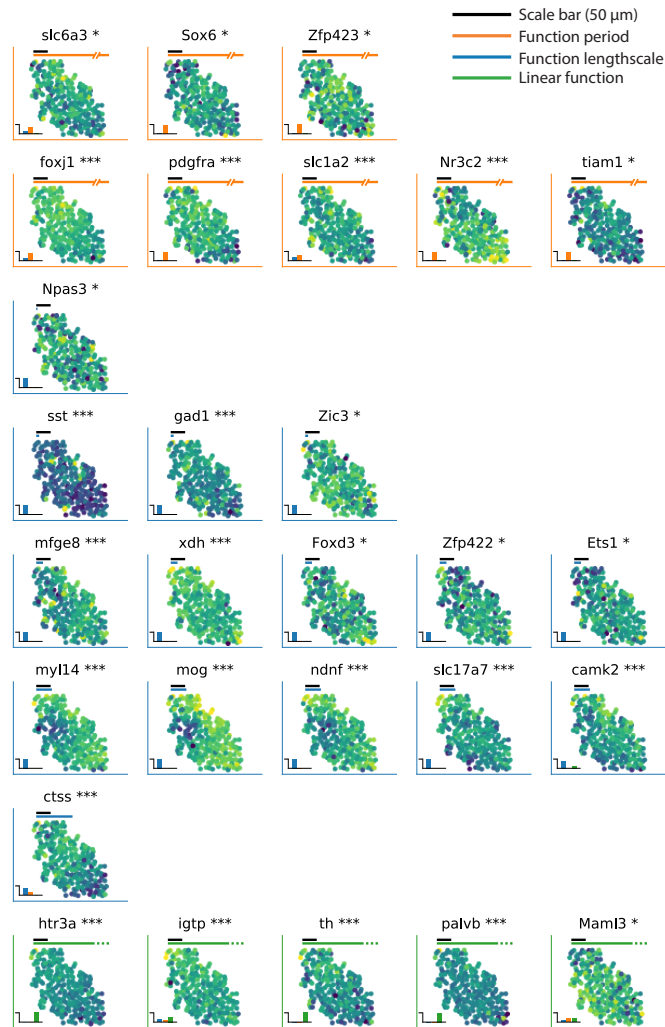 Scale bar (50 μm)
Function period
Function lengthscale
Linear function
slc6a3 * Sox6 * Zfp423 *
foxj1 *** pdgfra *** slc1a2 *** Nr3c2 *** tiam1 *
Npas3 *
sst *** gad1 *** Zic3 *
mfge8 *** xdh *** Foxd3 * Zfp422 * Ets1 *
myl14 *** mog *** ndnf *** slc17a7 *** camk2 ***
ctss ***
htr3a *** igtp *** th *** palvb *** Maml3 *